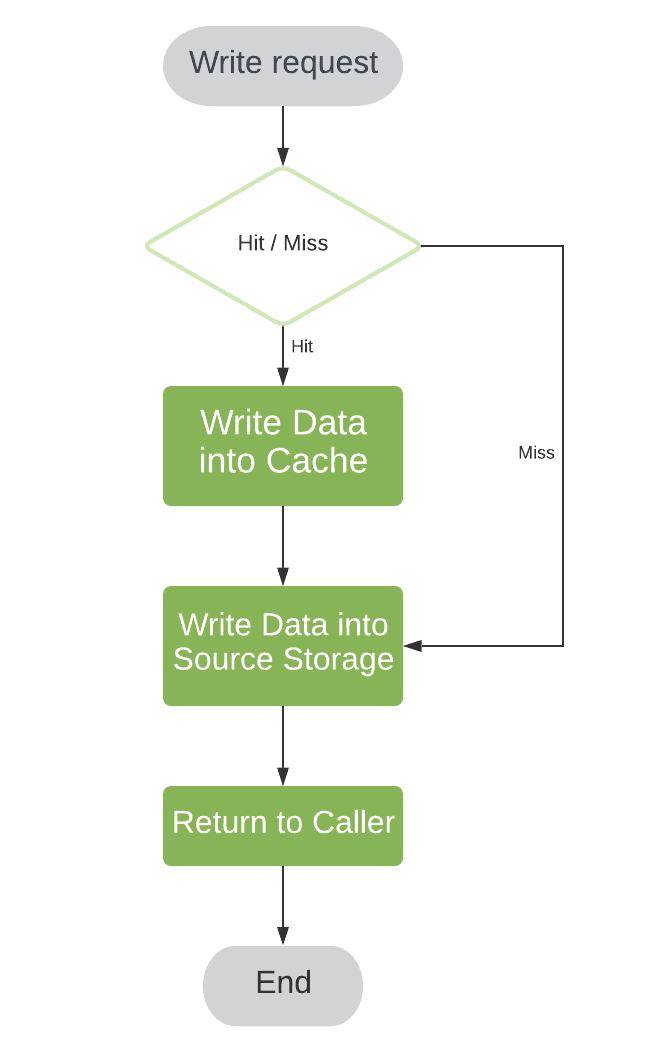 Write request
Hit / Miss
Hit
Write Data
into Cache
Miss
Write Data into
Source Storage
Return to Caller
End